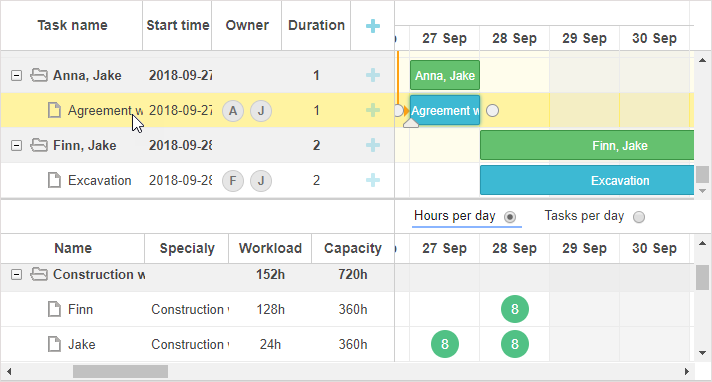 Task name Start time Owner Duration
27 Sep 28 Sep 29 Sep 30 Sep
Anna, Jake 2018-09-27 1 Anna, Jake
Agreement w 2018-09-27 A J 1 Agreement w
Finn, Jake 2018-09-28 2 Finn, Jake
Excavation 2018-09-28 F J 2 Excavation
Hours per day Tasks per day
Name Specialy Workload Capacity 27 Sep 28 Sep 29 Sep 30 Sep
Construction w 152h 720h
Finn Construction w 128h 360h 8
Jake Construction w 24h 360h 8 8